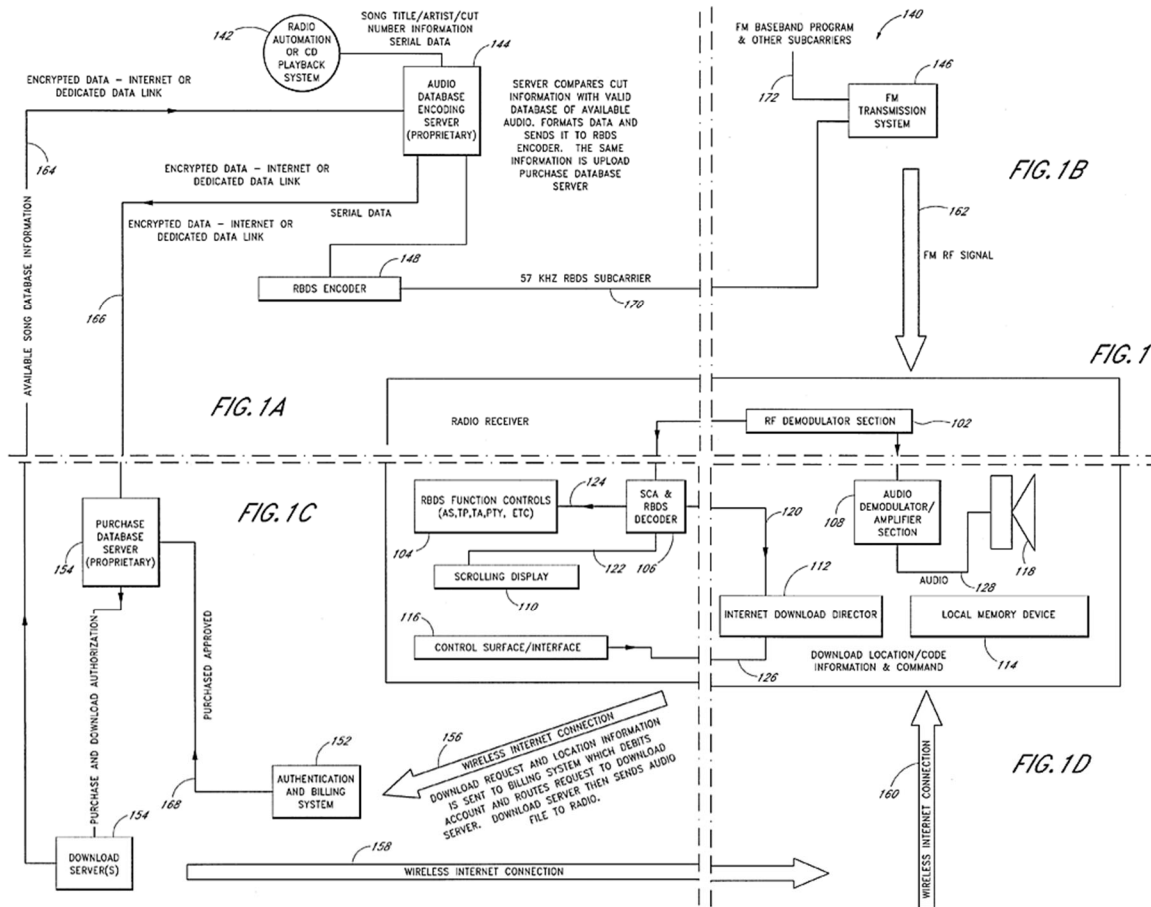 SONG TITLE/ARTIST/CUT
NUMBER INFORMATION
SERIAL DATA
142
RADIO
AUTOMATION
OR CD
PLAYBACK
SYSTEM
144
ENCRYPTED DATA – INTERNET OR
DEDICATED DATA LINK
AUDIO
DATABASE
ENCODING
SERVER
(PROPRIETARY)
SERVER COMPARES CUT
INFORMATION WITH VALID
DATABASE OF AVAILABLE
AUDIO. FORMATS DATA AND
SENDS IT TO RBDS
ENCODER. THE SAME
INFORMATION IS UPLOAD
PURCHASE DATABASE
SERVER
164
ENCRYPTED DATA – INTERNET OR
DEDICATED DATA LINK
SERIAL DATA
ENCRYPTED DATA – INTERNET OR
DEDICATED DATA LINK
148
RBDS ENCODER
57 KHZ RBDS SUBCARRIER
170
166
AVAILABLE SONG DATABASE INFORMATION
FIG. 1A
FM BASEBAND PROGRAM
& OTHER SUBCARRIERS
140
146
172
FM
TRANSMISSION
SYSTEM
FIG. 1B
162
FM RF SIGNAL
FIG. 1
RADIO RECEIVER
RF DEMODULATOR SECTION
102
FIG. 1C
PURCHASE
DATABASE
SERVER
(PROPRIETARY)
154
RBDS FUNCTION CONTROLS
(AS,TP,TA,PTY, ETC)
124
SCA &
RBDS
DECODER
104
122
106
SCROLLING DISPLAY
110
116
CONTROL SURFACE/INTERFACE
120
108
AUDIO
DEMODULATOR/
AMPLIFIER
SECTION
118
112
AUDIO
128
INTERNET DOWNLOAD DIRECTOR
LOCAL MEMORY DEVICE
DOWNLOAD LOCATION/CODE
INFORMATION & COMMAND
114
126
PURCHASE AND DOWNLOAD AUTHORIZATION
PURCHASED APPROVED
168
152
AUTHENTICATION
AND BILLING
SYSTEM
156
WIRELESS INTERNET CONNECTION
DOWNLOAD REQUEST AND LOCATION INFORMATION
IS SENT TO BILLING SYSTEM WHICH DEBITS
ACCOUNT AND ROUTES REQUEST TO DOWNLOAD
SERVER. DOWNLOAD SERVER THEN SENDS AUDIO
FILE TO RADIO.
FIG. 1D
160
WIRELESS INTERNET CONNECTION
154
DOWNLOAD
SERVER(S)
158
WIRELESS INTERNET CONNECTION